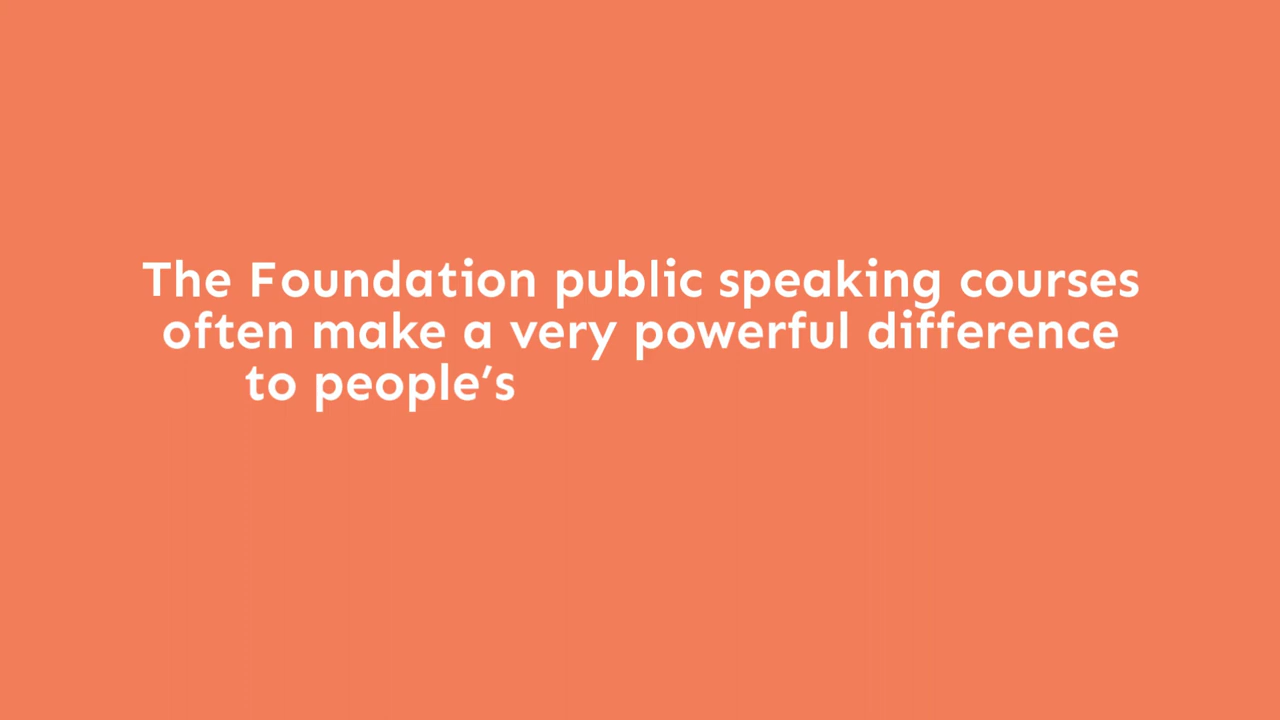 The Foundation public speaking courses
often make a very powerful difference
to people’s